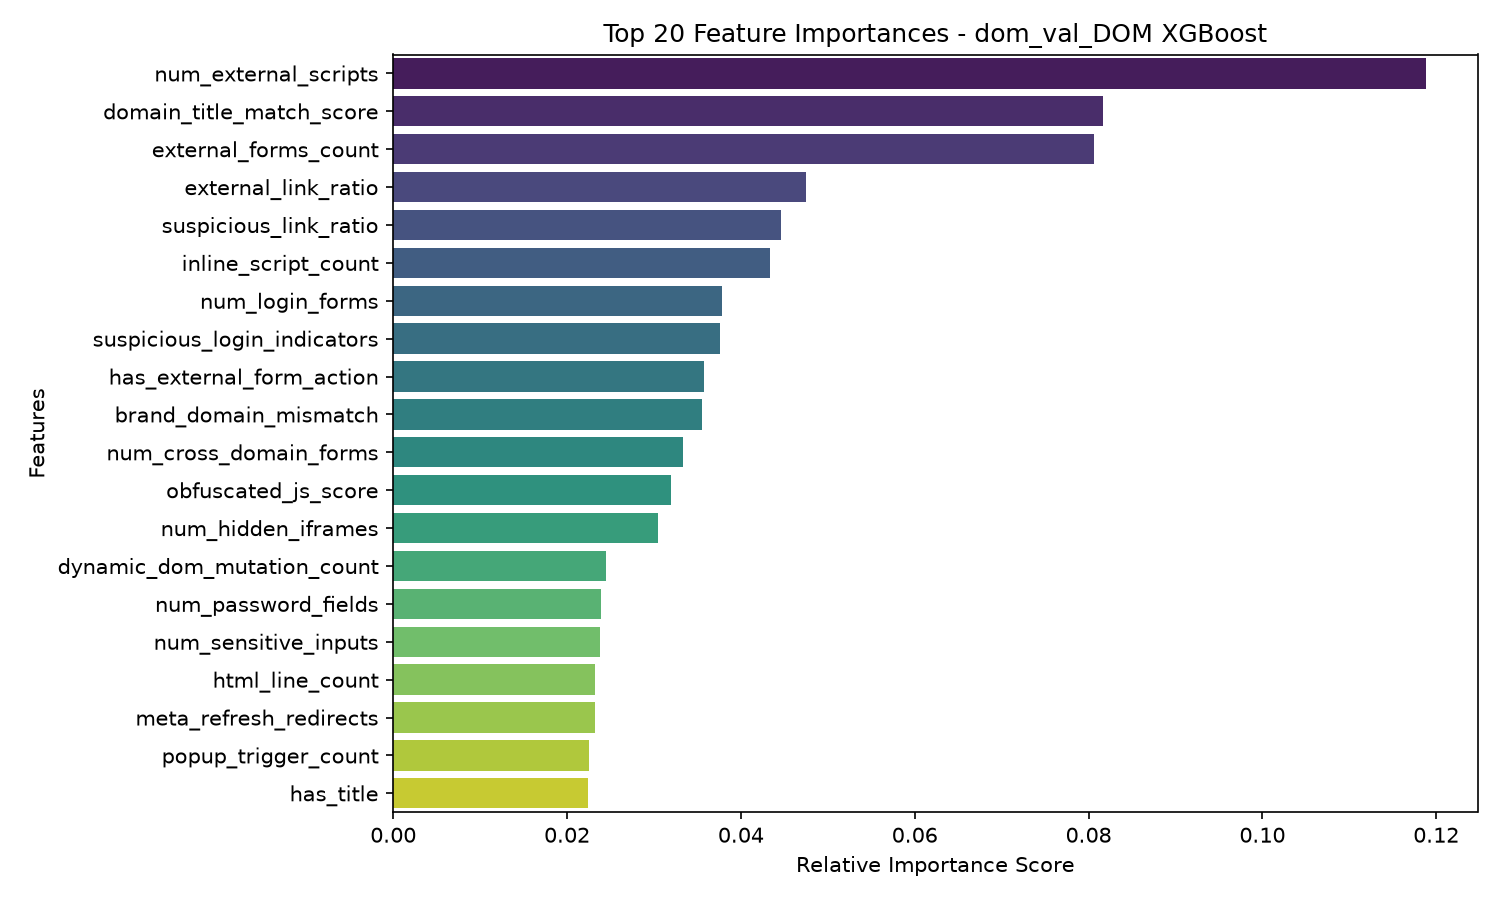 Top 20 Feature Importances - dom_val_DOM XGBoost
num_external_scripts
domain_title_match_score
external_forms_count
external_link_ratio
suspicious_link_ratio
inline_script_count
num_login_forms
suspicious_login_indicators
has_external_form_action
brand_domain_mismatch
num_cross_domain_forms
obfuscated_js_score
num_hidden_iframes
dynamic_dom_mutation_count
num_password_fields
num_sensitive_inputs
html_line_count
meta_refresh_redirects
popup_trigger_count
has_title
Features
0.00 0.02 0.04 0.06 0.08 0.10 0.12
Relative Importance Score